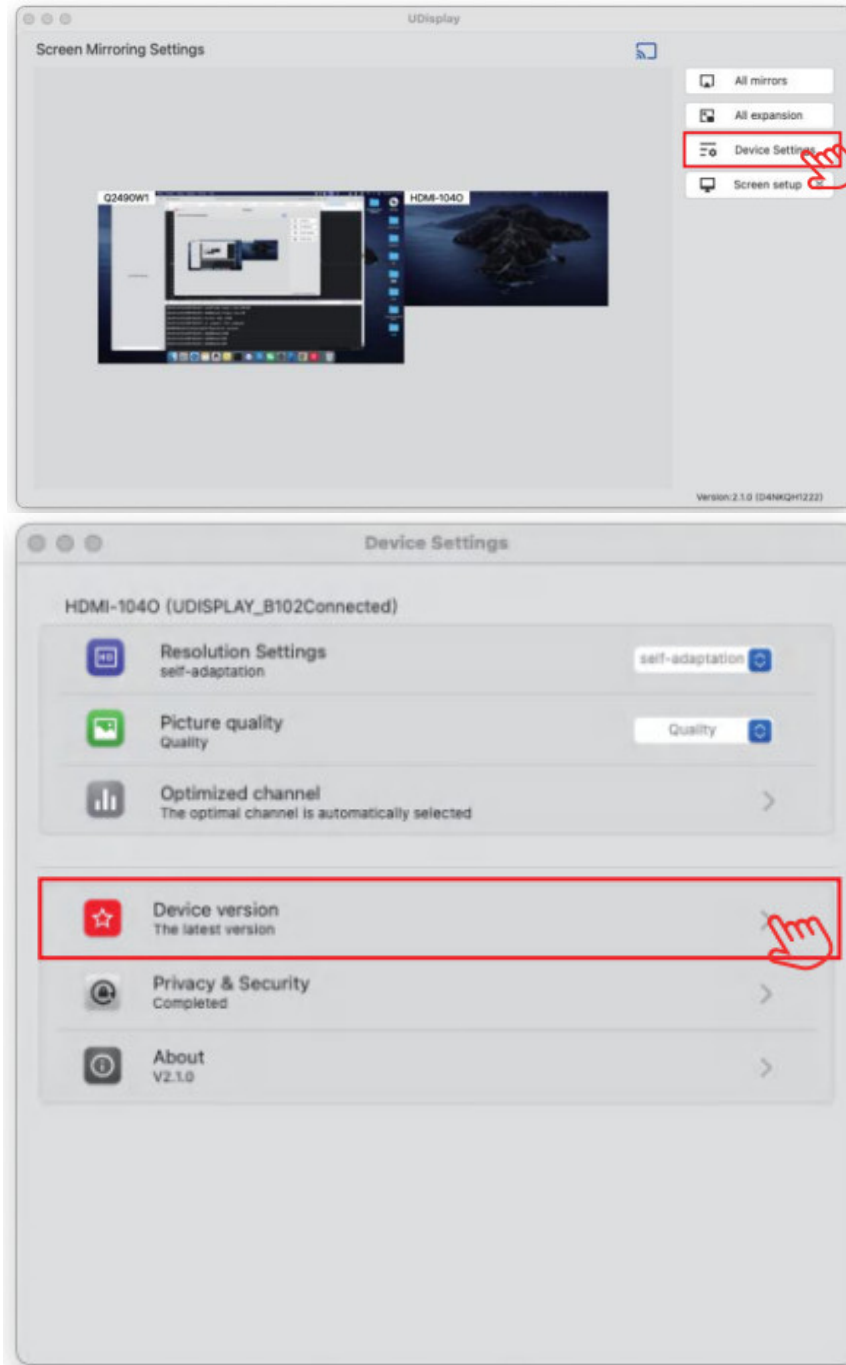 UDisplay
Screen Mirroring Settings
All mirrors
All expansion
Device Settings
Screen setup
Q2490W1
HDMI-104O
Version:2.1.0 (D4NKQH1222)
Device Settings
HDMI-104O (UDISPLAY_B102Connected)
HD
Resolution Settings
self-adaptation
self-adaptation
Picture quality
Quality
Quality
Optimized channel
The optimal channel is automatically selected
Device version
The latest version
Privacy & Security
Completed
About
V2.1.0